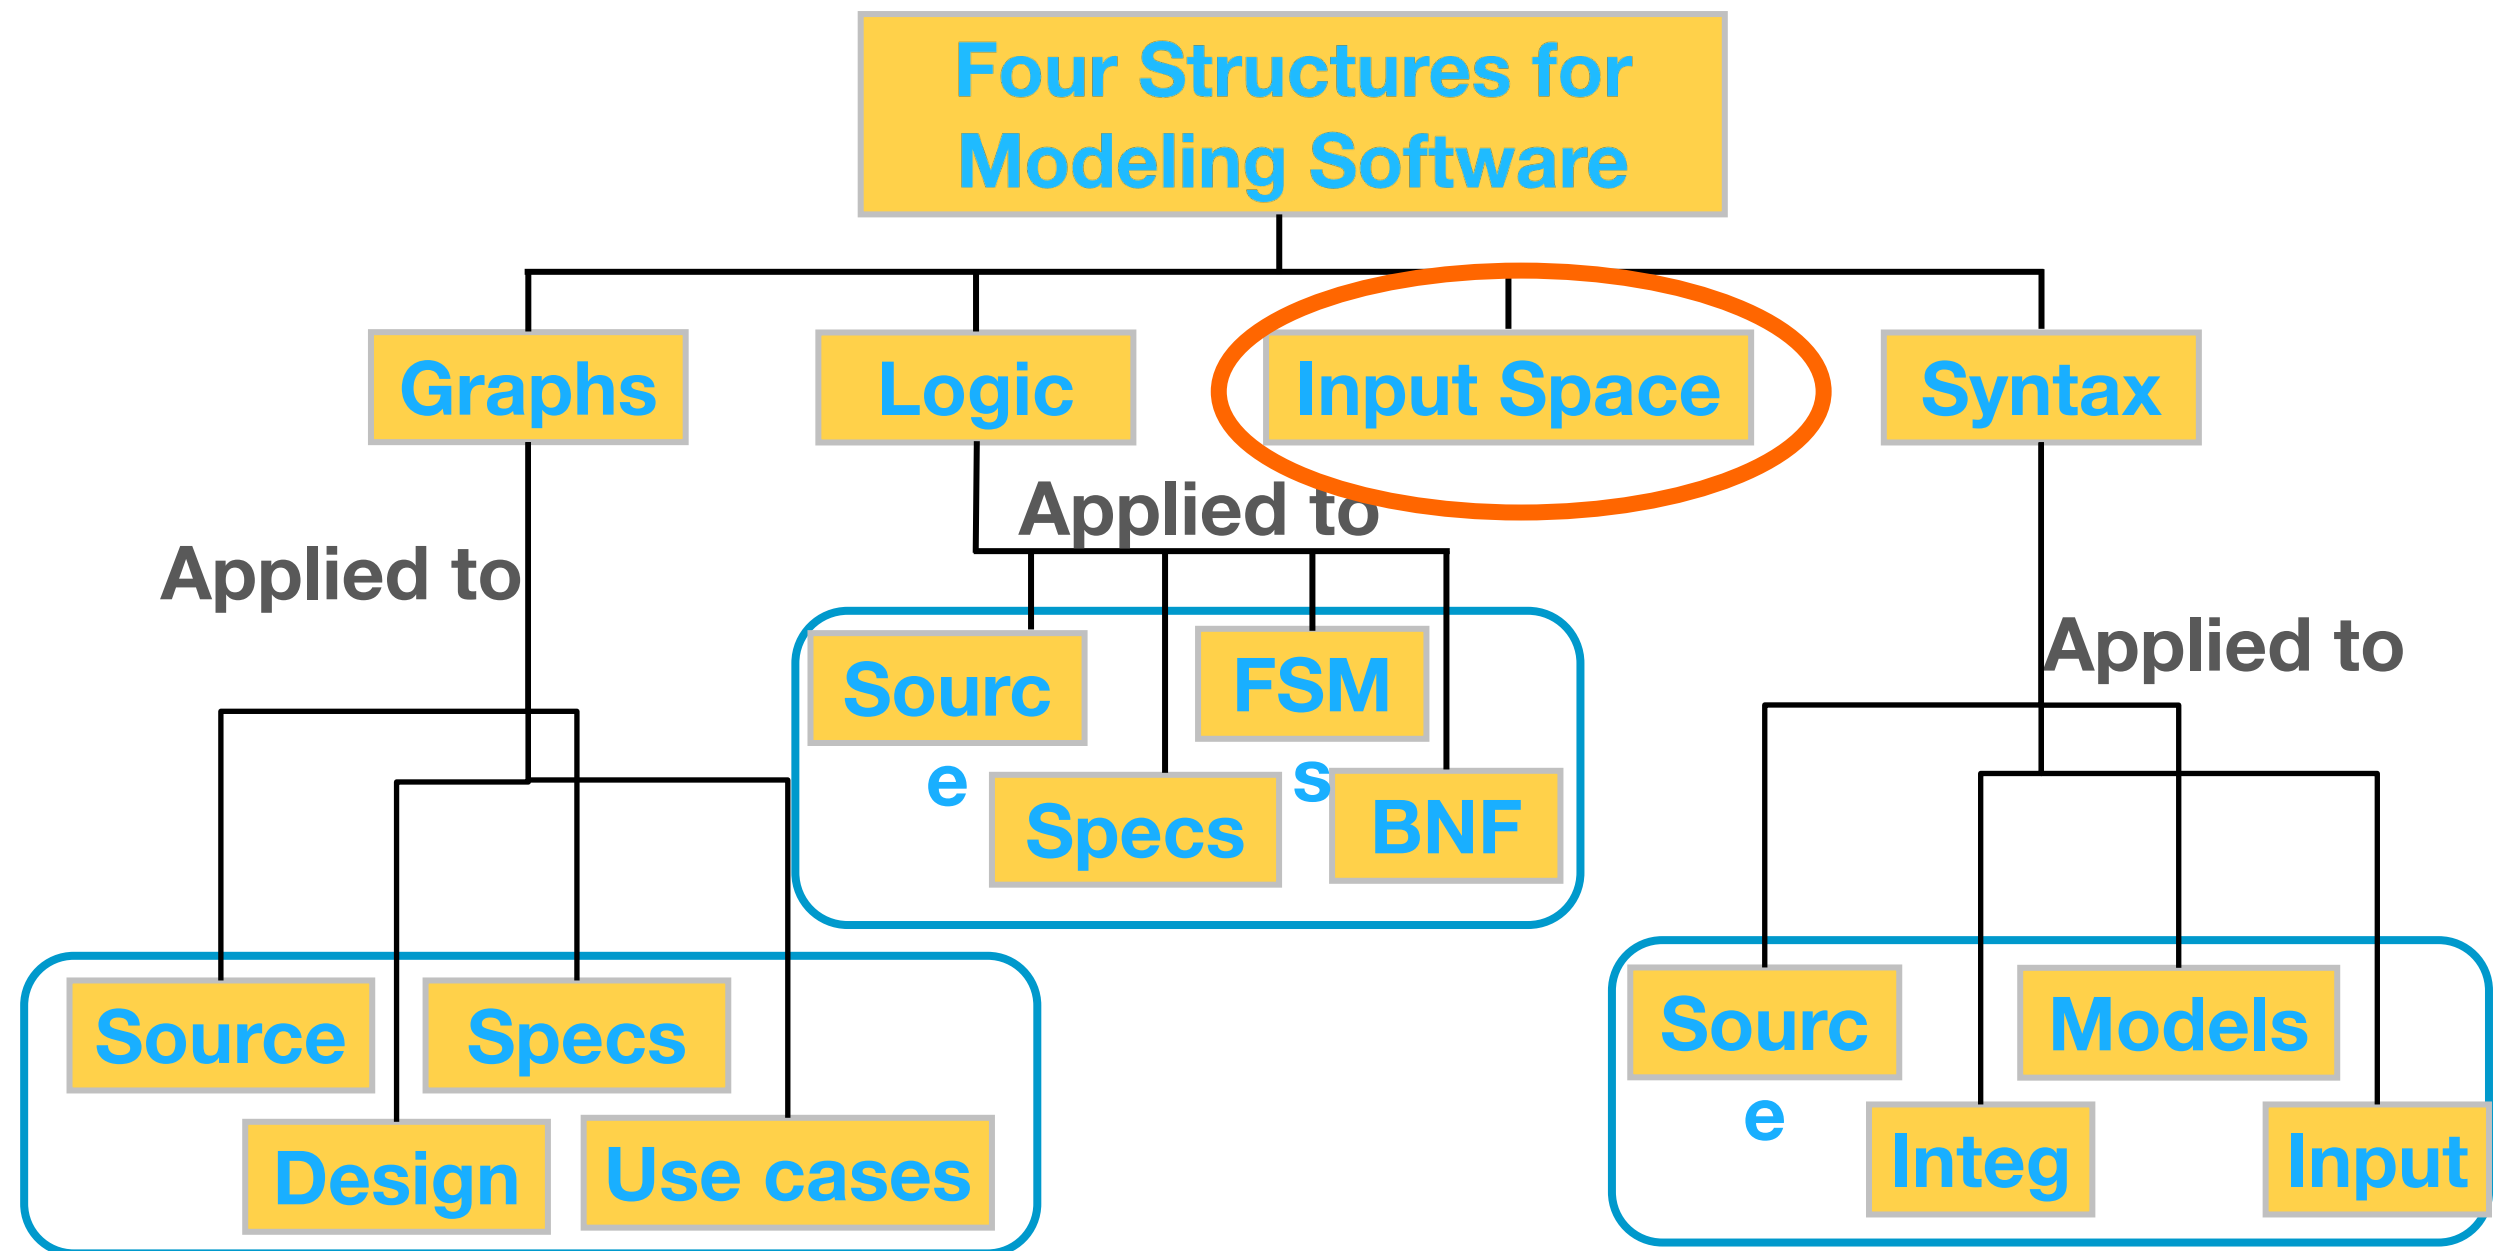 Four Structures for
Modeling Software
Graphs
Logic
Input Space
Syntax
Applied to
Applied to
Applied to
Sourc
e
FSM
s
Specs
BNF
Source
Specs
Design
Use cases
Sourc
e
Models
Integ
Input